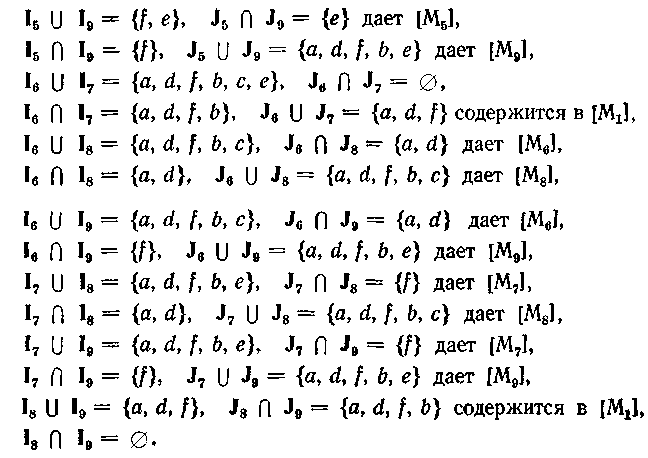 I₅ ∪ I₉ = {f, e}, J₅ ∩ J₉ = {e} дает [M₅],
I₅ ∩ I₉ = {f}, J₅ ∪ J₉ = {a, d, f, b, e} дает [M₉],
I₆ ∪ I₇ = {a, d, f, b, c, e}, J₆ ∩ J₇ = ∅,
I₆ ∩ I₇ = {a, d, f, b}, J₆ ∪ J₇ = {a, d, f} содержится в [M₁],
I₆ ∪ I₈ = {a, d, f, b, c}, J₆ ∩ J₈ = {a, d} дает [M₆],
I₆ ∩ I₈ = {a, d}, J₆ ∪ J₈ = {a, d, f, b, c} дает [M₈],
I₆ ∪ I₉ = {a, d, f, b, c}, J₆ ∩ J₉ = {a, d} дает [M₆],
I₆ ∩ I₉ = {f}, J₆ ∪ J₉ = {a, d, f, b, e} дает [M₉],
I₇ ∪ I₈ = {a, d, f, b, e}, J₇ ∩ J₈ = {f} дает [M₇],
I₇ ∩ I₈ = {a, d}, J₇ ∪ J₈ = {a, d, f, b, c} дает [M₈],
I₇ ∪ I₉ = {a, d, f, b, e}, J₇ ∩ J₉ = {f} дает [M₇],
I₇ ∩ I₉ = {f}, J₇ ∪ J₉ = {a, d, f, b, e} дает [M₉],
I₈ ∪ I₉ = {a, d, f}, J₈ ∩ J₉ = {a, d, f, b} содержится в [M₂],
I₈ ∩ I₉ = ∅.